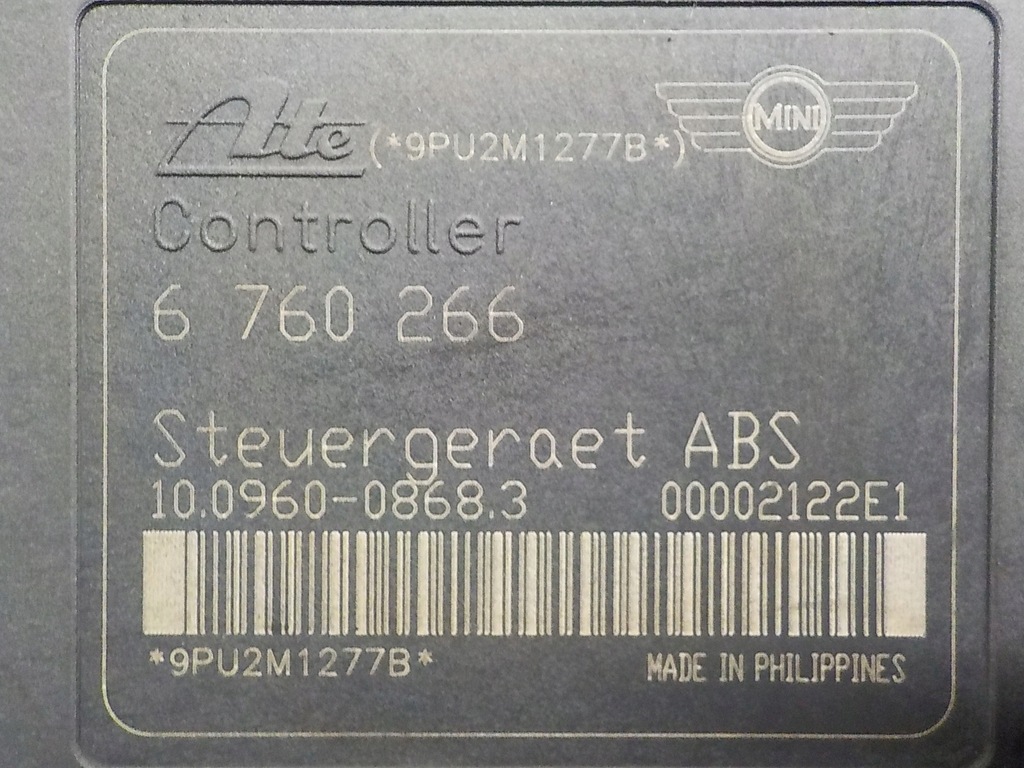 Ate (*9PU2M1277B*) MINI
Controller
6 760 266
Steuergeraet ABS
10.0960-0868.3 00002122E1
*9PU2M1277B* MADE IN PHILIPPINES